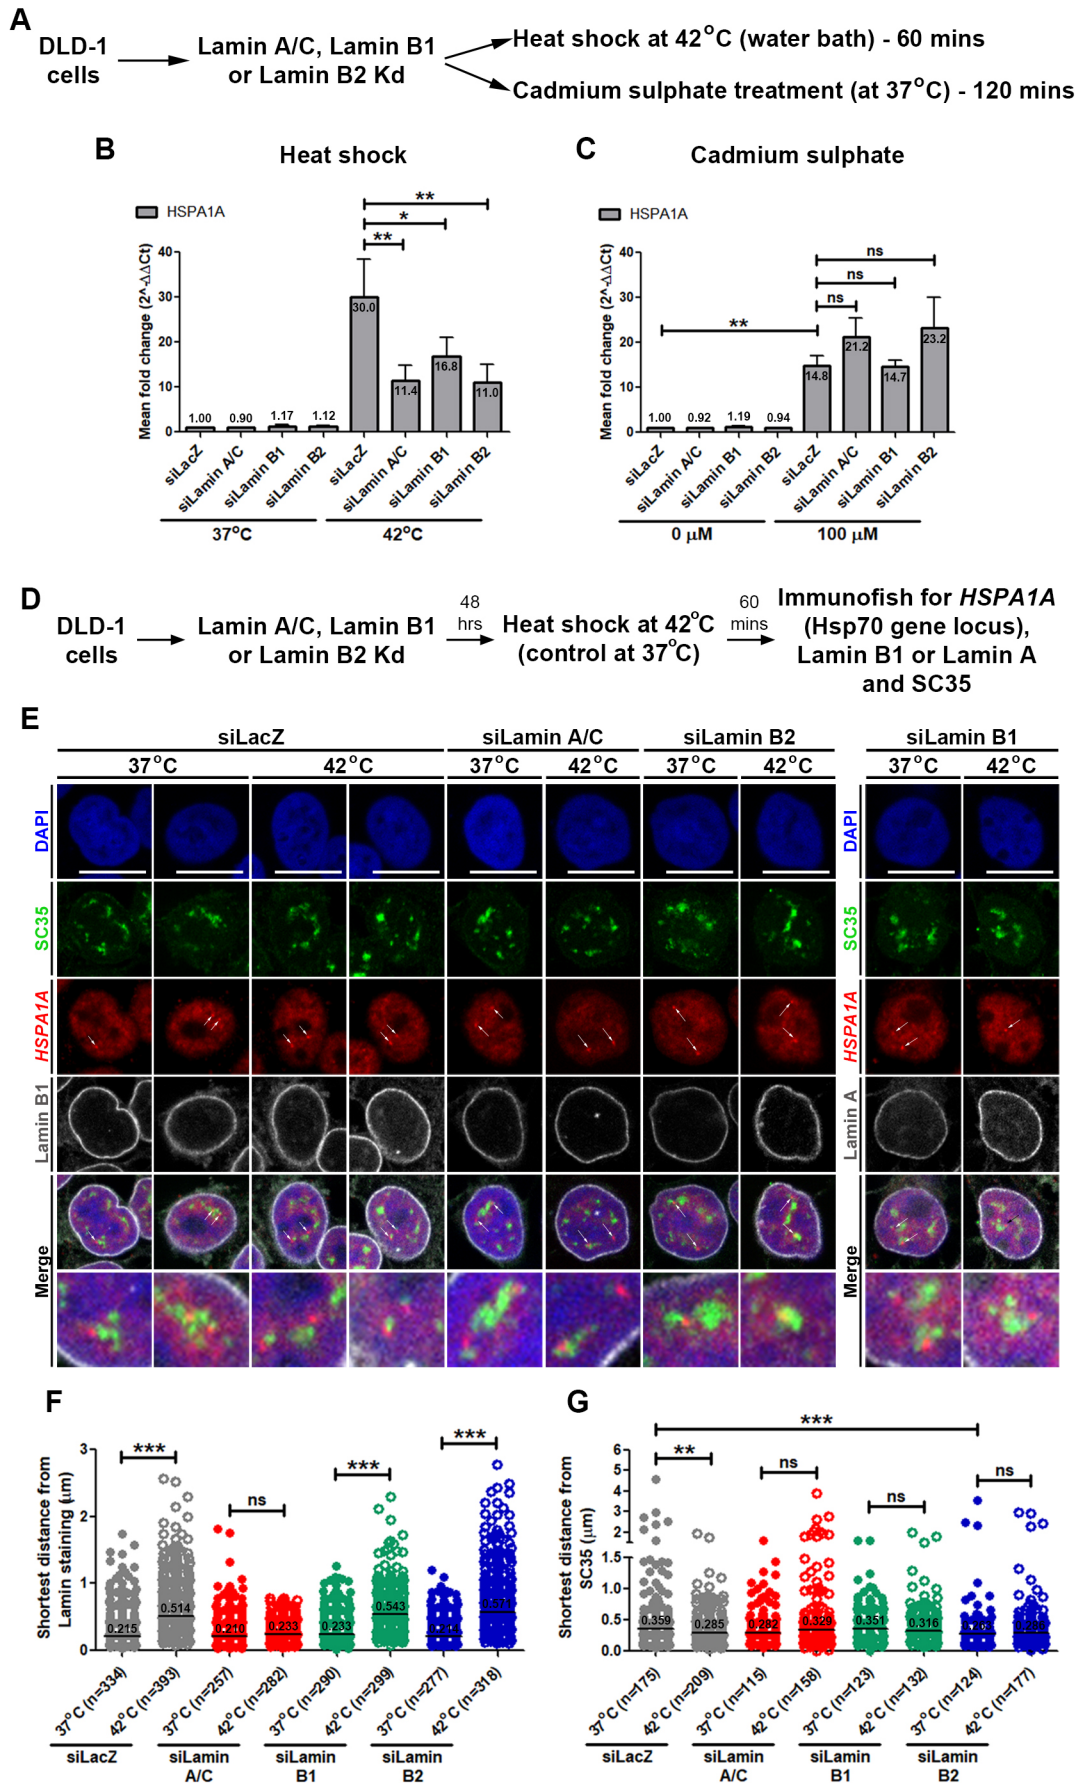 A
DLD-1
cells
Lamin A/C, Lamin B1
or Lamin B2 Kd
Heat shock at 42°C (water bath) - 60 mins
Cadmium sulphate treatment (at 37°C) - 120 mins
B
Heat shock
HSPA1A
Mean fold change (2^-ΔΔCt)
40
30
20
10
0
1.00
0.90
1.17
1.12
30.0
11.4
16.8
11.0
**
*
**
siLacZ
siLamin A/C
siLamin B1
siLamin B2
siLacZ
siLamin A/C
siLamin B1
siLamin B2
37°C
42°C
C
Cadmium sulphate
HSPA1A
Mean fold change (2^-ΔΔCt)
40
30
20
10
0
1.00
0.92
1.19
0.94
14.8
21.2
14.7
23.2
ns
ns
ns
**
siLacZ
siLamin A/C
siLamin B1
siLamin B2
siLacZ
siLamin A/C
siLamin B1
siLamin B2
0 μM
100 μM
D
DLD-1
cells
Lamin A/C, Lamin B1
or Lamin B2 Kd
48
hrs
Heat shock at 42°C
(control at 37°C)
60
mins
Immunofish for HSPA1A
(Hsp70 gene locus),
Lamin B1 or Lamin A
and SC35
E
siLacZ
siLamin A/C
siLamin B2
siLamin B1
37°C
42°C
37°C
42°C
37°C
42°C
37°C
42°C
DAPI
SC35
HSPA1A
Lamin B1
Merge
DAPI
SC35
HSPA1A
Lamin A
Merge
F
Shortest distance from
Lamin staining (μm)
3
2
1
0
***
ns
***
***
0.215
0.514
0.210
0.233
0.233
0.543
0.571
37°C (n=334)
42°C (n=393)
37°C (n=257)
42°C (n=282)
37°C (n=290)
42°C (n=299)
37°C (n=277)
42°C (n=318)
siLacZ
siLamin
A/C
siLamin
B1
siLamin
B2
G
Shortest distance from
SC35 (μm)
6
5
4
3
2
1.5
1.0
0.5
0.0
***
**
ns
ns
ns
0.359
0.285
0.282
0.329
0.351
0.316
37°C (n=175)
42°C (n=209)
37°C (n=115)
42°C (n=158)
37°C (n=123)
42°C (n=132)
37°C (n=124)
42°C (n=177)
siLacZ
siLamin
A/C
siLamin
B1
siLamin
B2